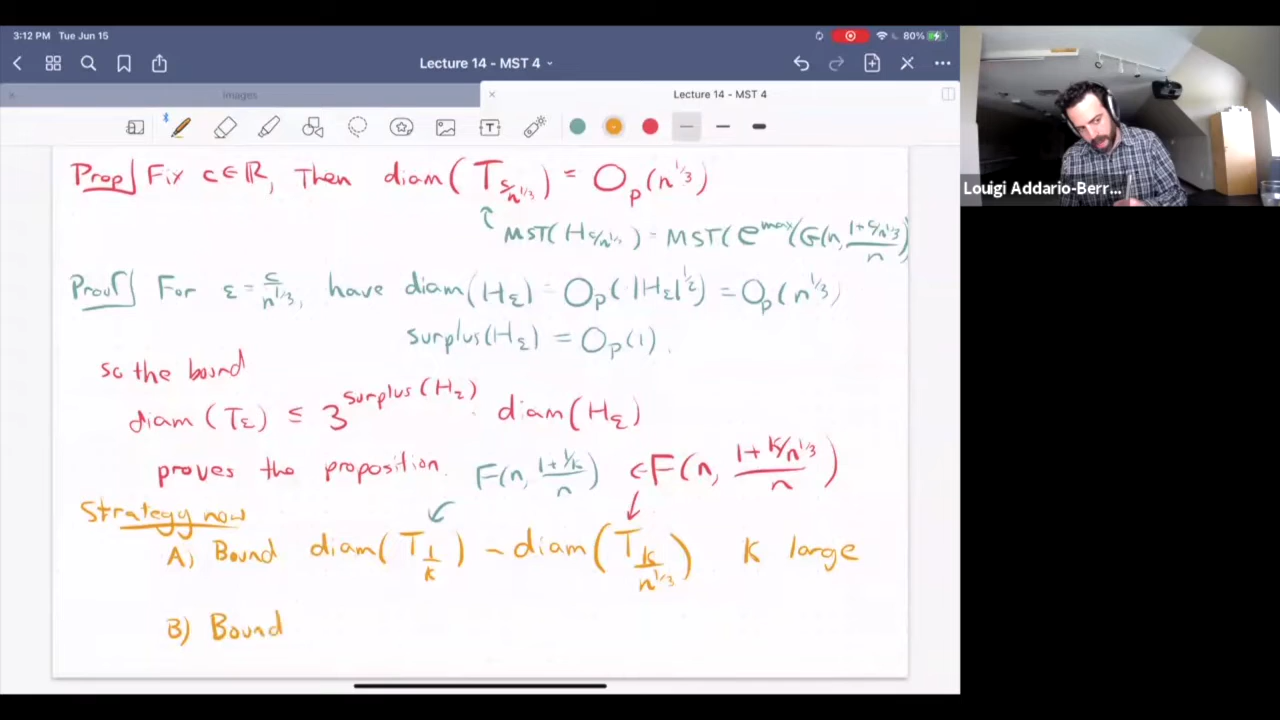 3:12 PM Tue Jun 15
80%
Lecture 14 - MST 4
images
Lecture 14 - MST 4
Prop Fix c∈ℝ, Then diam(T_{c/n^{1/3}}) = O_p(n^{1/3})
MST(H_{c/n^{1/3}}) = MST(C^{max}(G(n, (1+c/n^{1/3})/n)
Proof For ε = c/n^{1/3}, have diam(H_ε) = O_p(|H_ε|^{1/2}) = O_p(n^{1/3})
surplus(H_ε) = O_p(1).
so the bound
diam(T_ε) ≤ 3^{surplus(H_ε)} · diam(H_ε)
proves the proposition. F(n, (1+1/k)/n) ∈ F(n, (1+k/n^{1/3})/n)
Strategy now
A) Bound diam(T_{1/k}) - diam(T_{k/n^{1/3}}) k large
B) Bound
Louigi Addario-Berr...